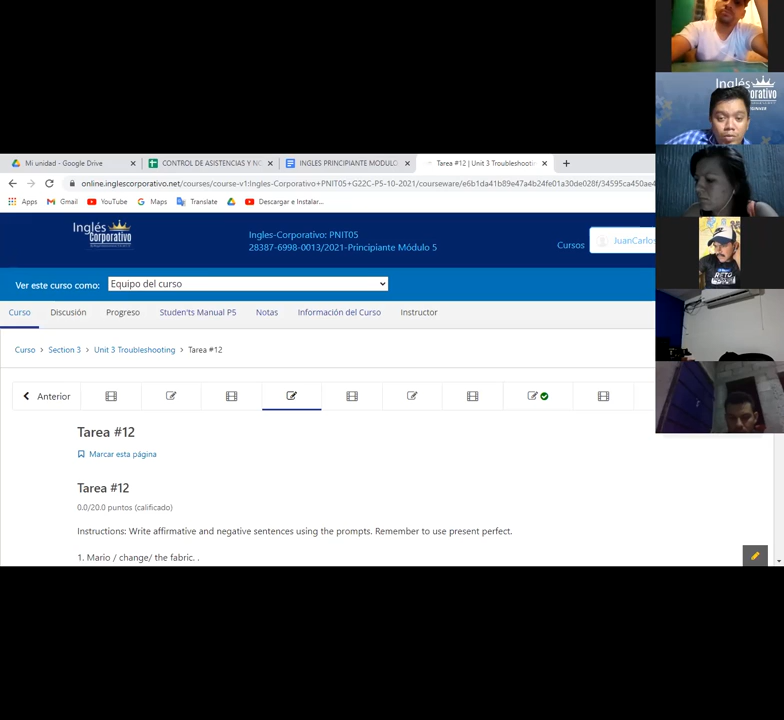 Mi unidad - Google Drive
CONTROL DE ASISTENCIAS Y NO
INGLES PRINCIPIANTE MODULO
Tarea #12 | Unit 3 Troubleshootin
online.inglescorporativo.net/courses/course-v1:Ingles-Corporativo+PNIT05+G22C-P5-10-2021/courseware/e6b1da41b89e47a4b24fe01a30de028f/34595ca450ae4
Apps
Gmail
YouTube
Maps
Translate
Descargar e Instalar...
Inglés
Corporativo
Ingles-Corporativo: PNIT05
28387-6998-0013/2021-Principiante Módulo 5
Cursos
JuanCarlos
Ver este curso como:
Equipo del curso
Curso
Discusión
Progreso
Studen'ts Manual P5
Notas
Información del Curso
Instructor
Curso > Section 3 > Unit 3 Troubleshooting > Tarea #12
Anterior
Tarea #12
Marcar esta página
Tarea #12
0.0/20.0 puntos (calificado)
Instructions: Write affirmative and negative sentences using the prompts. Remember to use present perfect.
1. Mario / change/ the fabric. .
Inglés
orativo
RETO